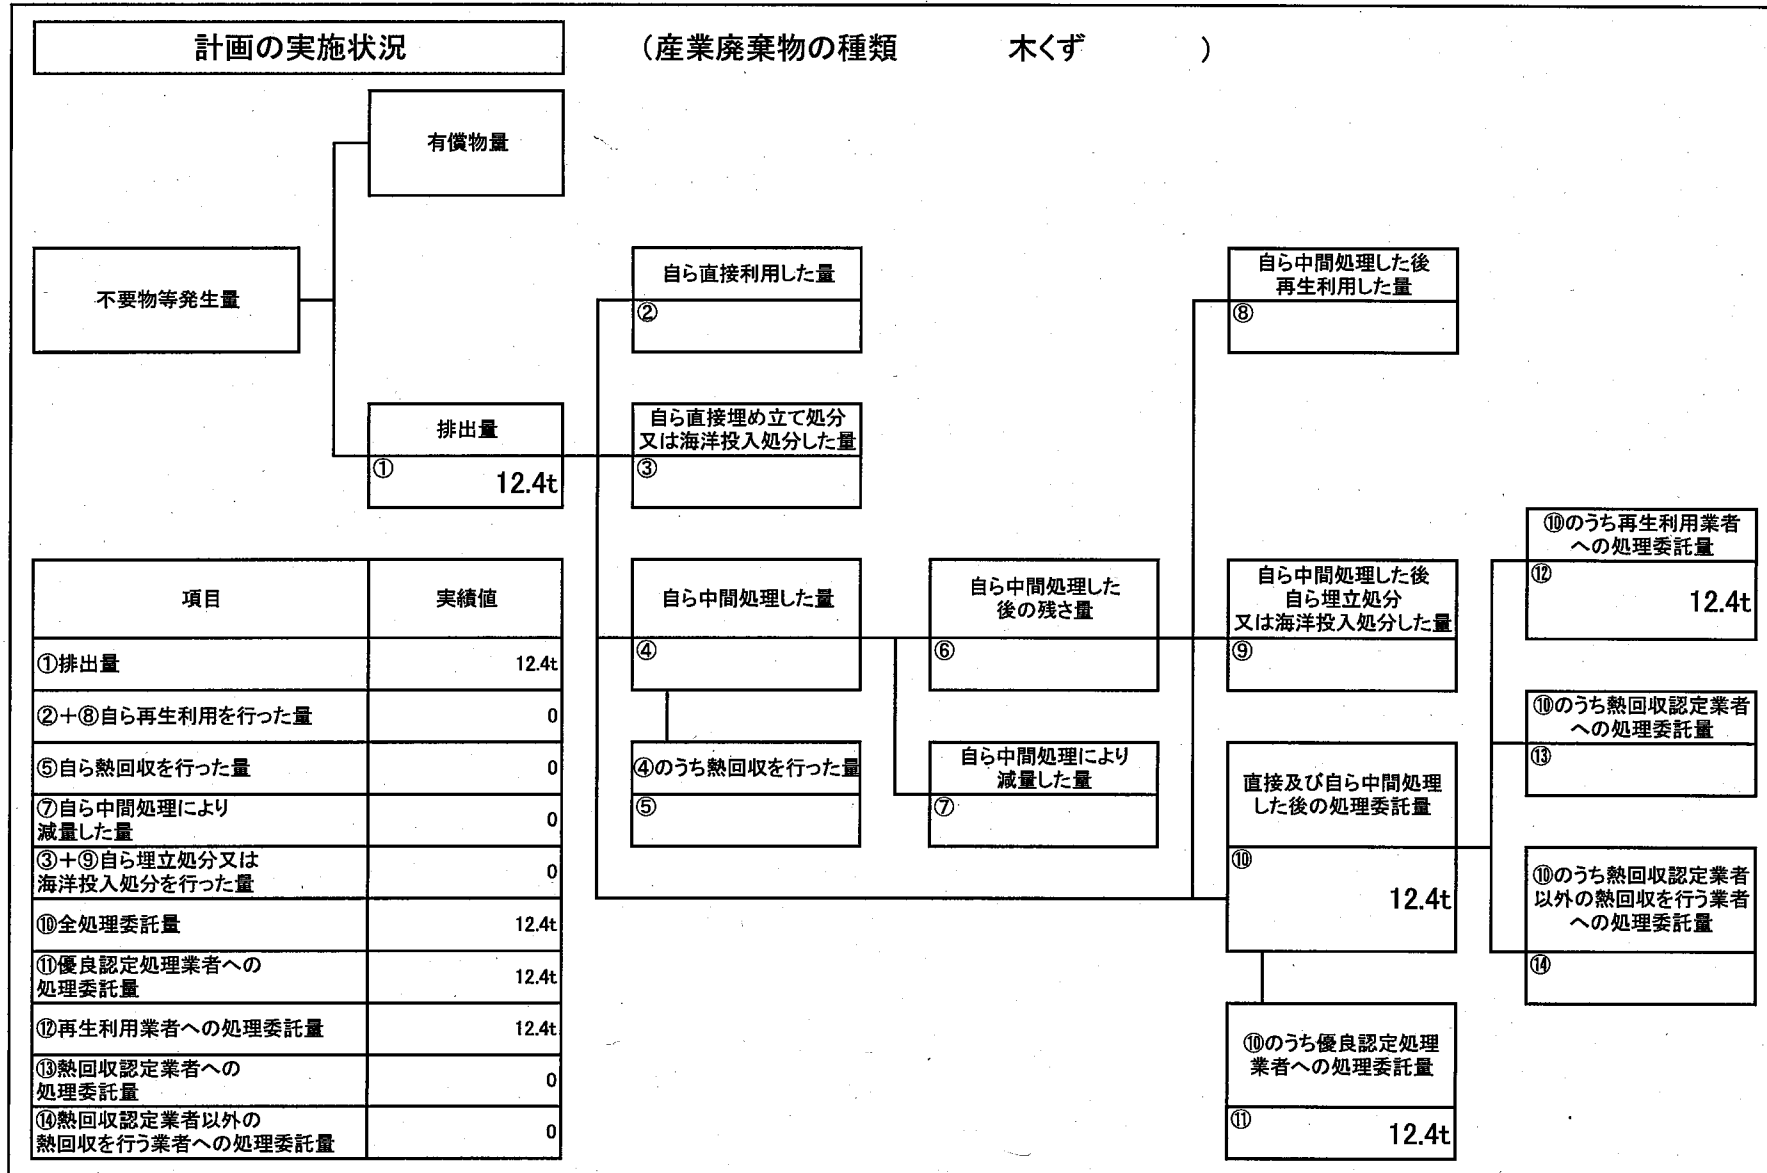 計画の実施状況
（産業廃棄物の種類　木くず　）
有償物量
不要物等発生量
排出量
①
12.4t
自ら直接利用した量
②
自ら直接埋め立て処分
又は海洋投入処分した量
③
自ら中間処理した後
再生利用した量
⑧
自ら中間処理した量
④
自ら中間処理した
後の残さ量
⑥
自ら中間処理した後
自ら埋立処分
又は海洋投入処分した量
⑨
④のうち熱回収を行った量
⑤
自ら中間処理により
減量した量
⑦
直接及び自ら中間処理
した後の処理委託量
⑩
12.4t
⑩のうち優良認定処理
業者への処理委託量
⑪
12.4t
⑩のうち再生利用業者
への処理委託量
⑫
12.4t
⑩のうち熱回収認定業者
への処理委託量
⑬
⑩のうち熱回収認定業者
以外の熱回収を行う業者
への処理委託量
⑭
項目 実績値
①排出量 12.4t
②＋⑧自ら再生利用を行った量 0
⑤自ら熱回収を行った量 0
⑦自ら中間処理により
減量した量 0
③＋⑨自ら埋立処分又は
海洋投入処分を行った量 0
⑩全処理委託量 12.4t
⑪優良認定処理業者への
処理委託量 12.4t
⑫再生利用業者への処理委託量 12.4t
⑬熱回収認定業者への
処理委託量 0
⑭熱回収認定業者以外の
熱回収を行う業者への処理委託量 0